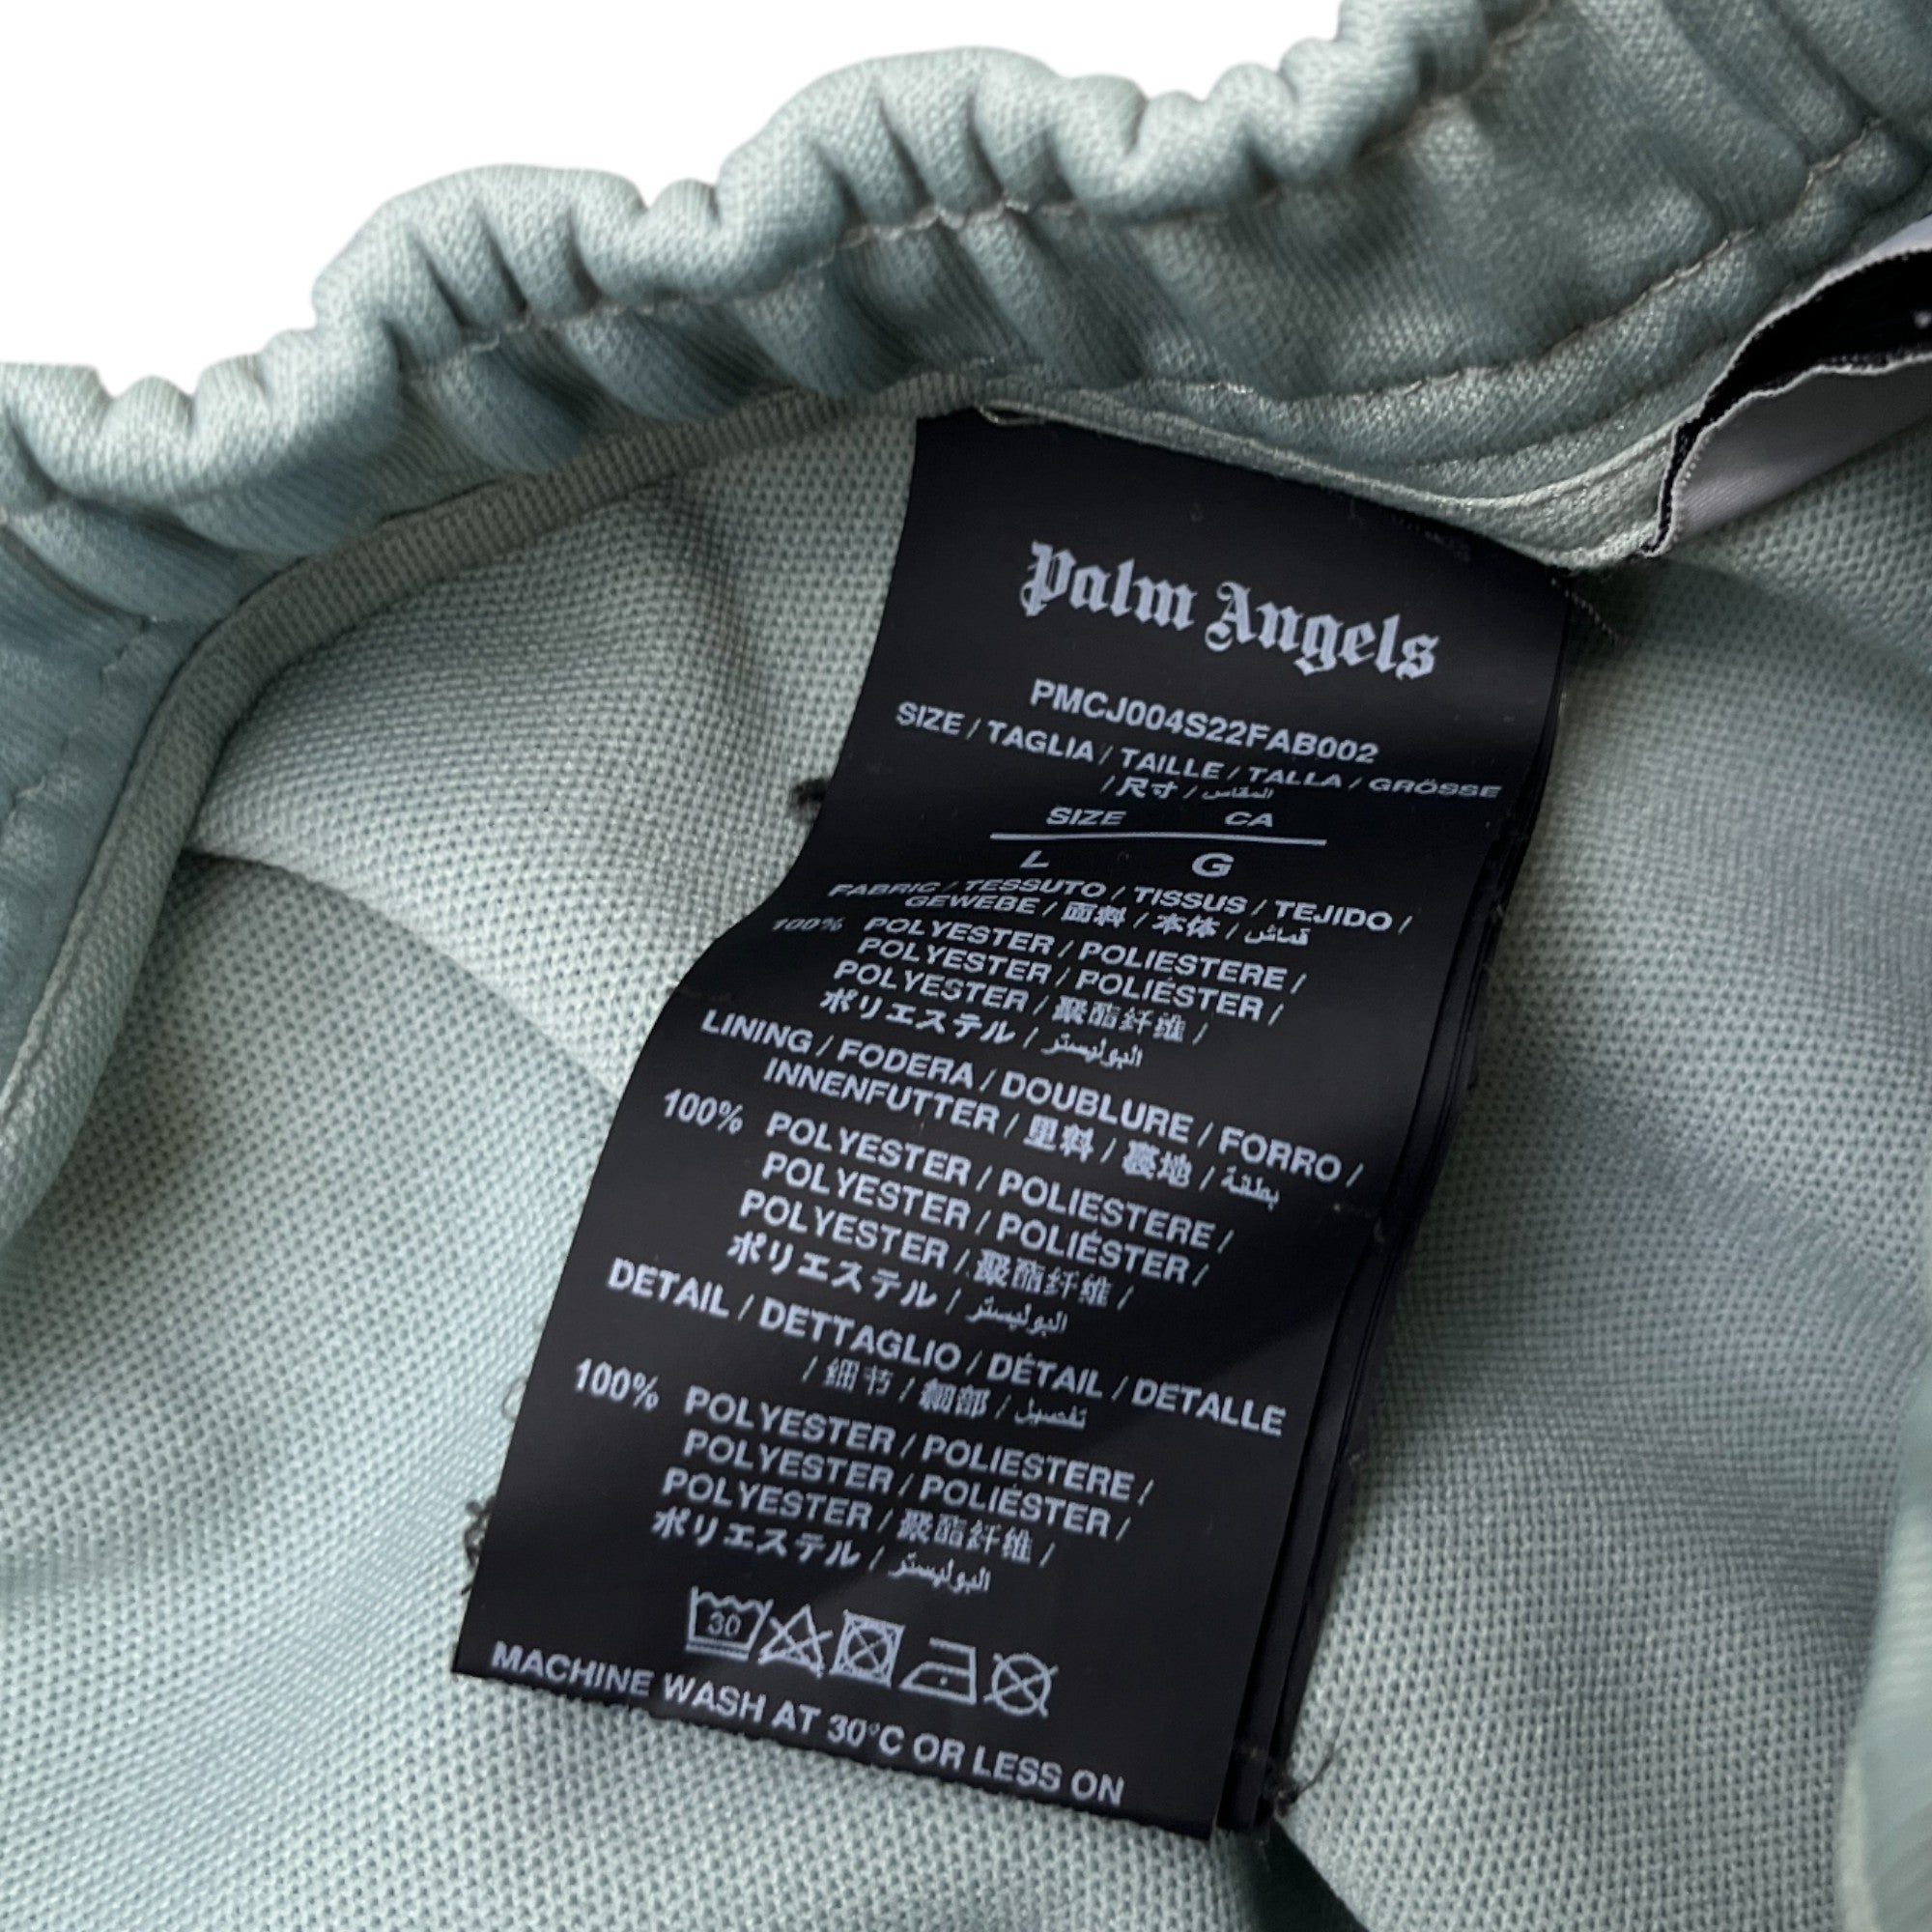 Palm Angels
PMCJ004S22FAB002
SIZE / TAGLIA / TAILLE / TALLA / GRÖSSE
/ 尺寸 / المقاس
SIZE CA
L G
FABRIC / TESSUTO / TISSUS / TEJIDO /
GEWEBE / 面料 / 本体 / قماش
100% POLYESTER / POLIESTERE /
POLYESTER / POLIÉSTER /
POLYESTER / 聚酯纤维 /
ポリエステル / البوليستر
LINING / FODERA / DOUBLURE / FORRO /
INNENFUTTER / 里料 / 裏地 / بطانة
100% POLYESTER / POLIESTERE /
POLYESTER / POLIÉSTER /
POLYESTER / 聚酯纤维 /
ポリエステル / البوليستر
DETAIL / DETTAGLIO / DÉTAIL / DETALLE
/ 细节 / 細部 / تفصيل
100% POLYESTER / POLIESTERE /
POLYESTER / POLIÉSTER /
POLYESTER / 聚酯纤维 /
ポリエステル / البوليستر
30
MACHINE WASH AT 30°C OR LESS ON